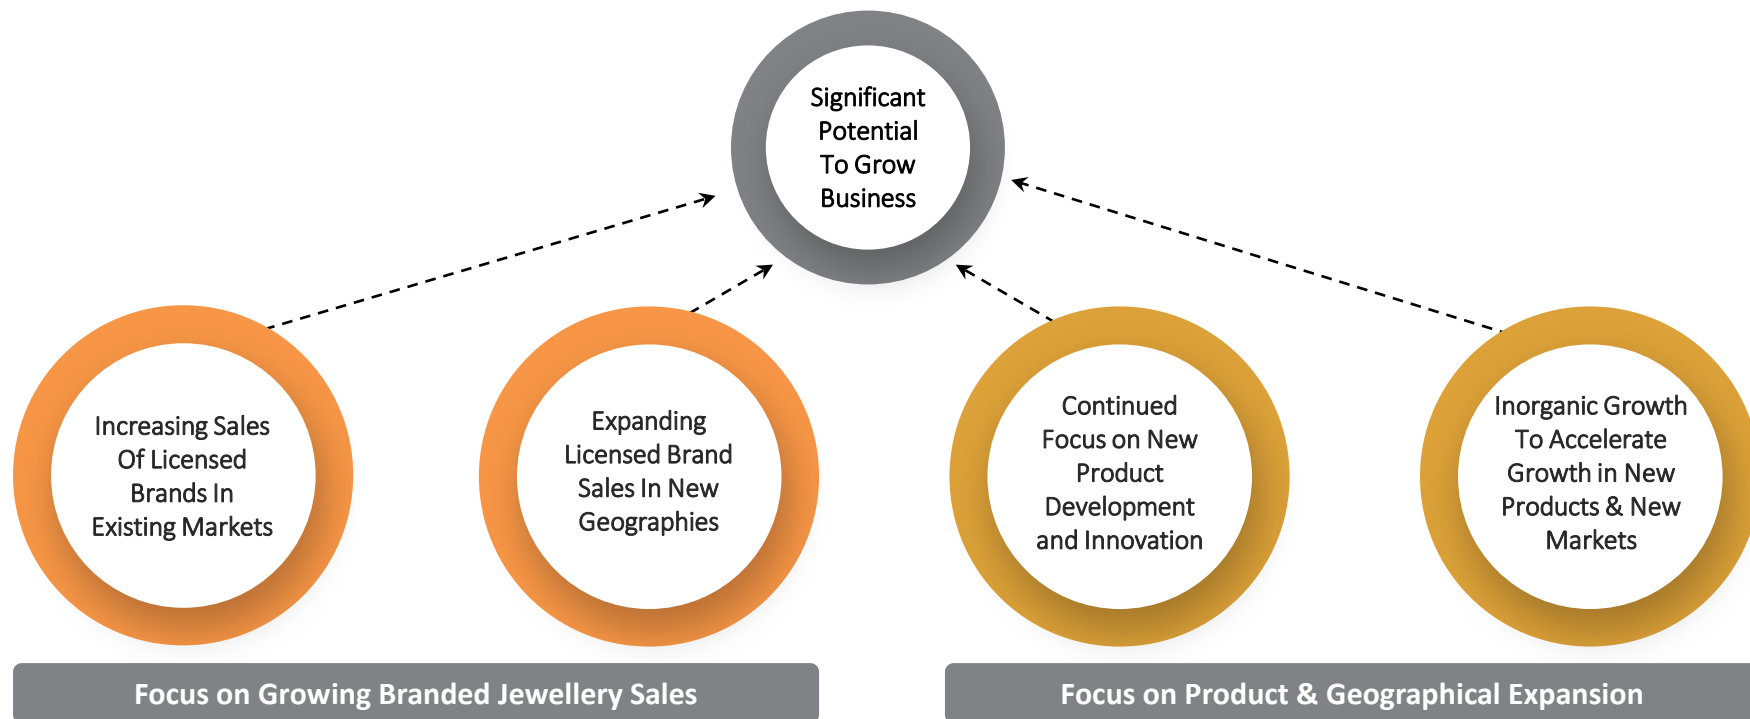 Significant
Potential
To Grow
Business
Increasing Sales
Of Licensed
Brands In
Existing Markets
Expanding
Licensed Brand
Sales In New
Geographies
Continued
Focus on New
Product
Development
and Innovation
Inorganic Growth
To Accelerate
Growth in New
Products & New
Markets
Focus on Growing Branded Jewellery Sales
Focus on Product & Geographical Expansion